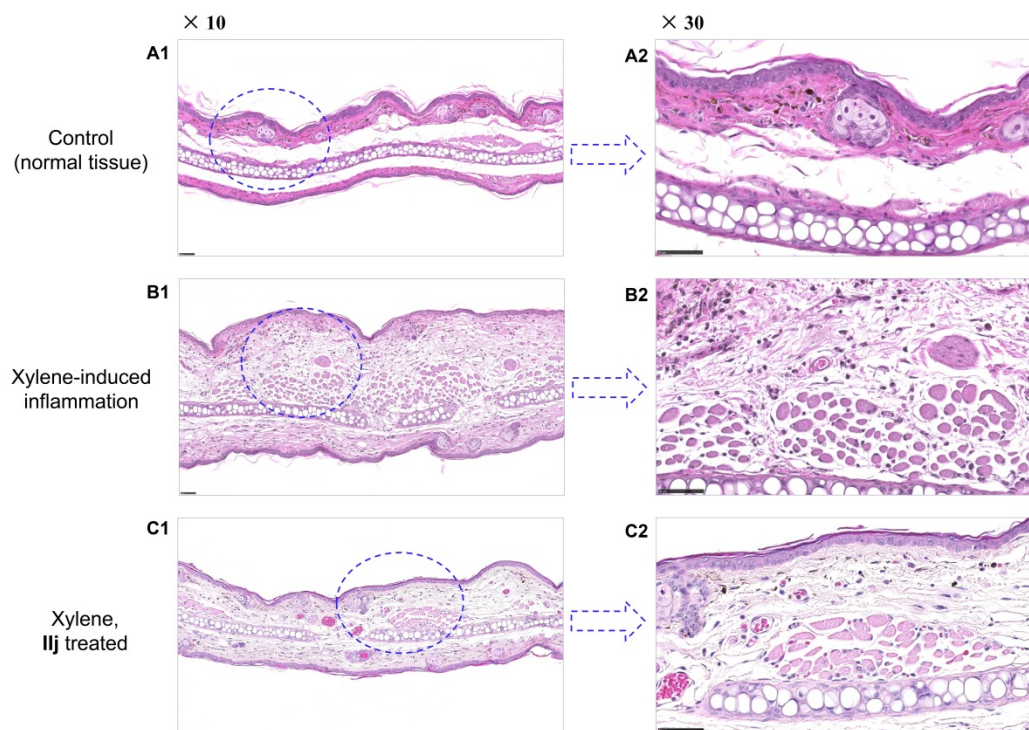 × 10
× 30
A1
A2
Control
(normal tissue)
B1
B2
Xylene-induced
inflammation
C1
C2
Xylene,
IIj treated